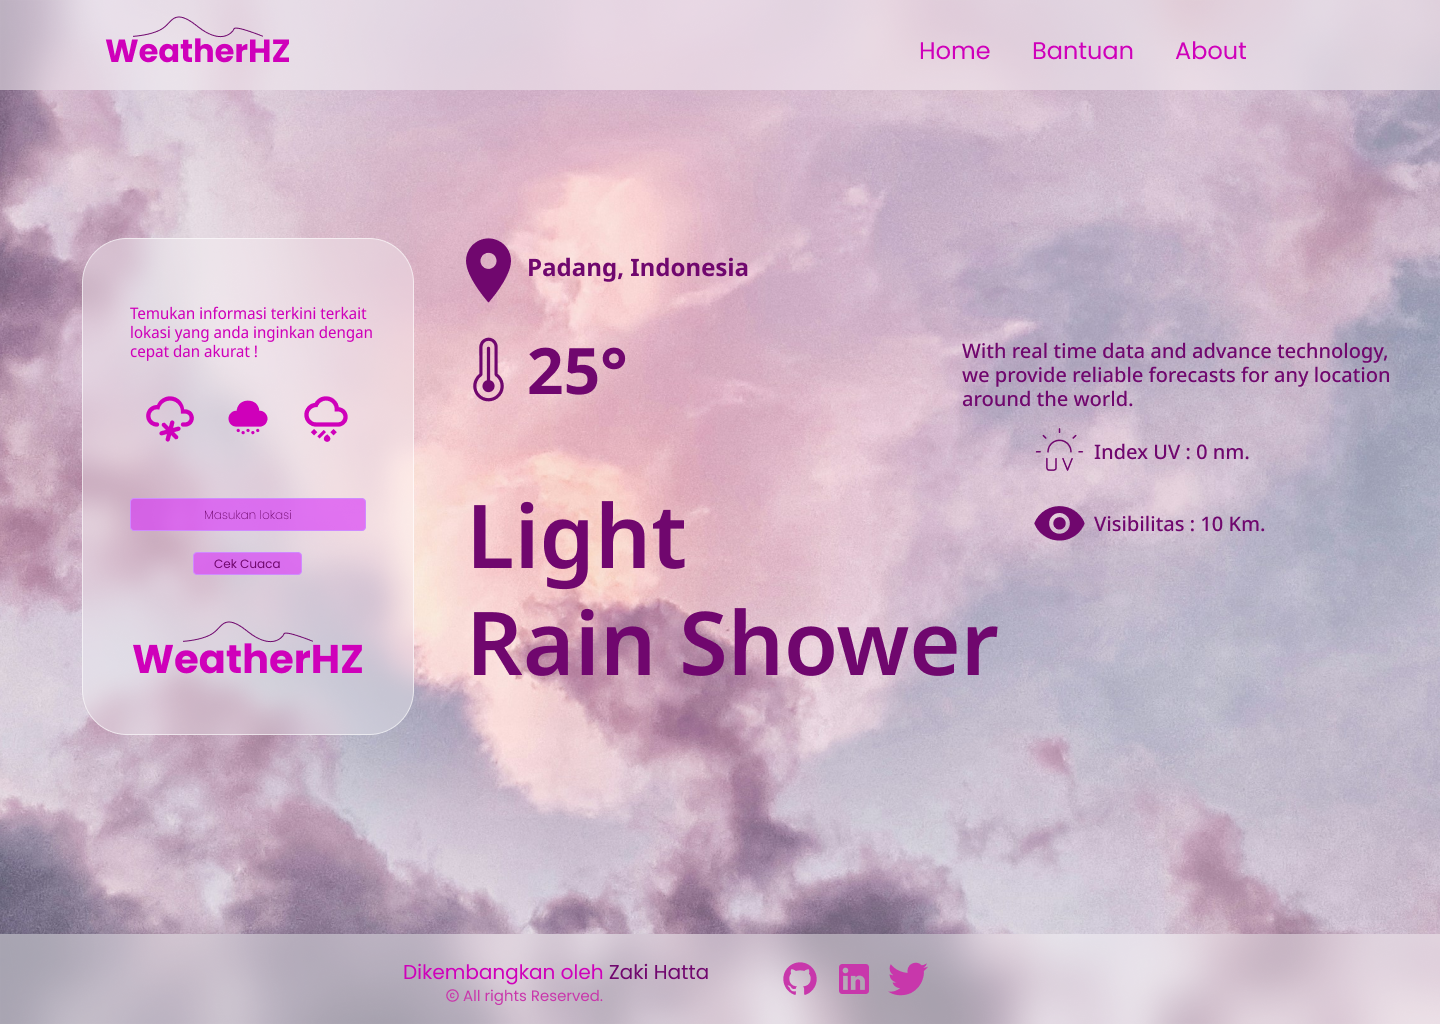 WeatherHZ
Home Bantuan About
Temukan informasi terkini terkait
lokasi yang anda inginkan dengan
cepat dan akurat !
Masukan lokasi
Cek Cuaca
WeatherHZ
Padang, Indonesia
25°
Light
Rain Shower
With real time data and advance technology,
we provide reliable forecasts for any location
around the world.
UV Index UV : 0 nm.
Visibilitas : 10 Km.
Dikembangkan oleh Zaki Hatta
© All rights Reserved.
in